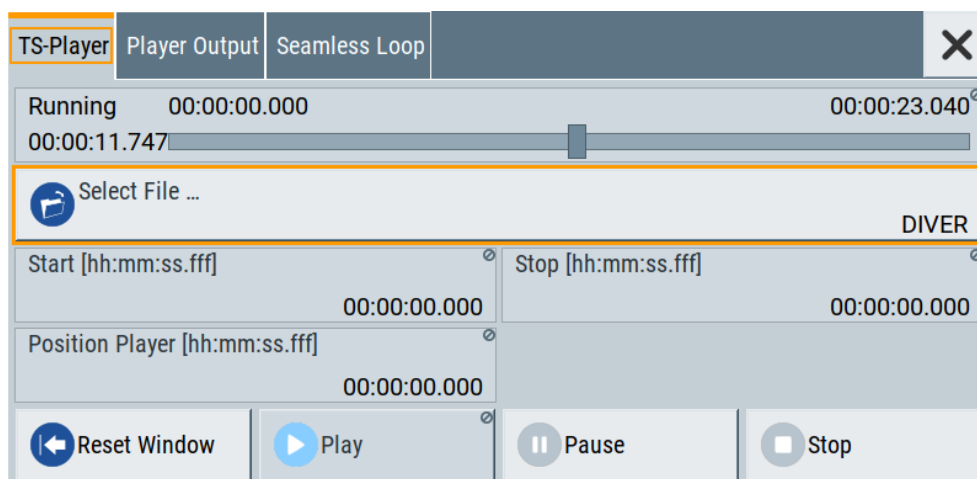 TS-Player Player Output Seamless Loop
Running 00:00:00.000 00:00:23.040
00:00:11.747
Select File ...
DIVER
Start [hh:mm:ss.fff] Stop [hh:mm:ss.fff]
00:00:00.000 00:00:00.000
Position Player [hh:mm:ss.fff]
00:00:00.000
Reset Window Play Pause Stop